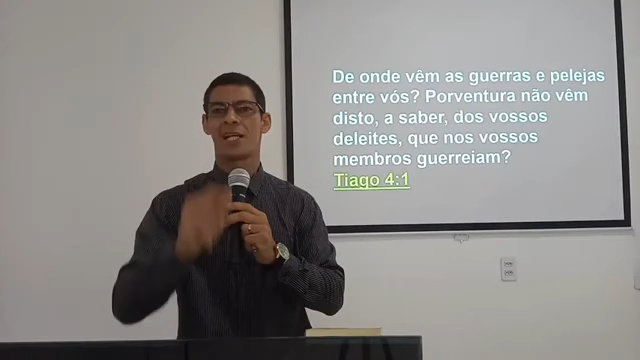 De onde vêm as guerras e pelejas
entre vós? Porventura não vêm
disto, a saber, dos vossos
deleites, que nos vossos
membros guerreiam?
Tiago 4:1